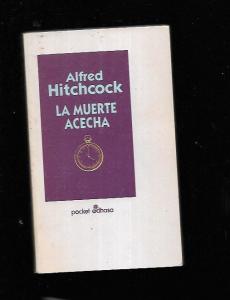 Alfred
Hitchcock
LA MUERTE
ACECHA
pocket edhasa